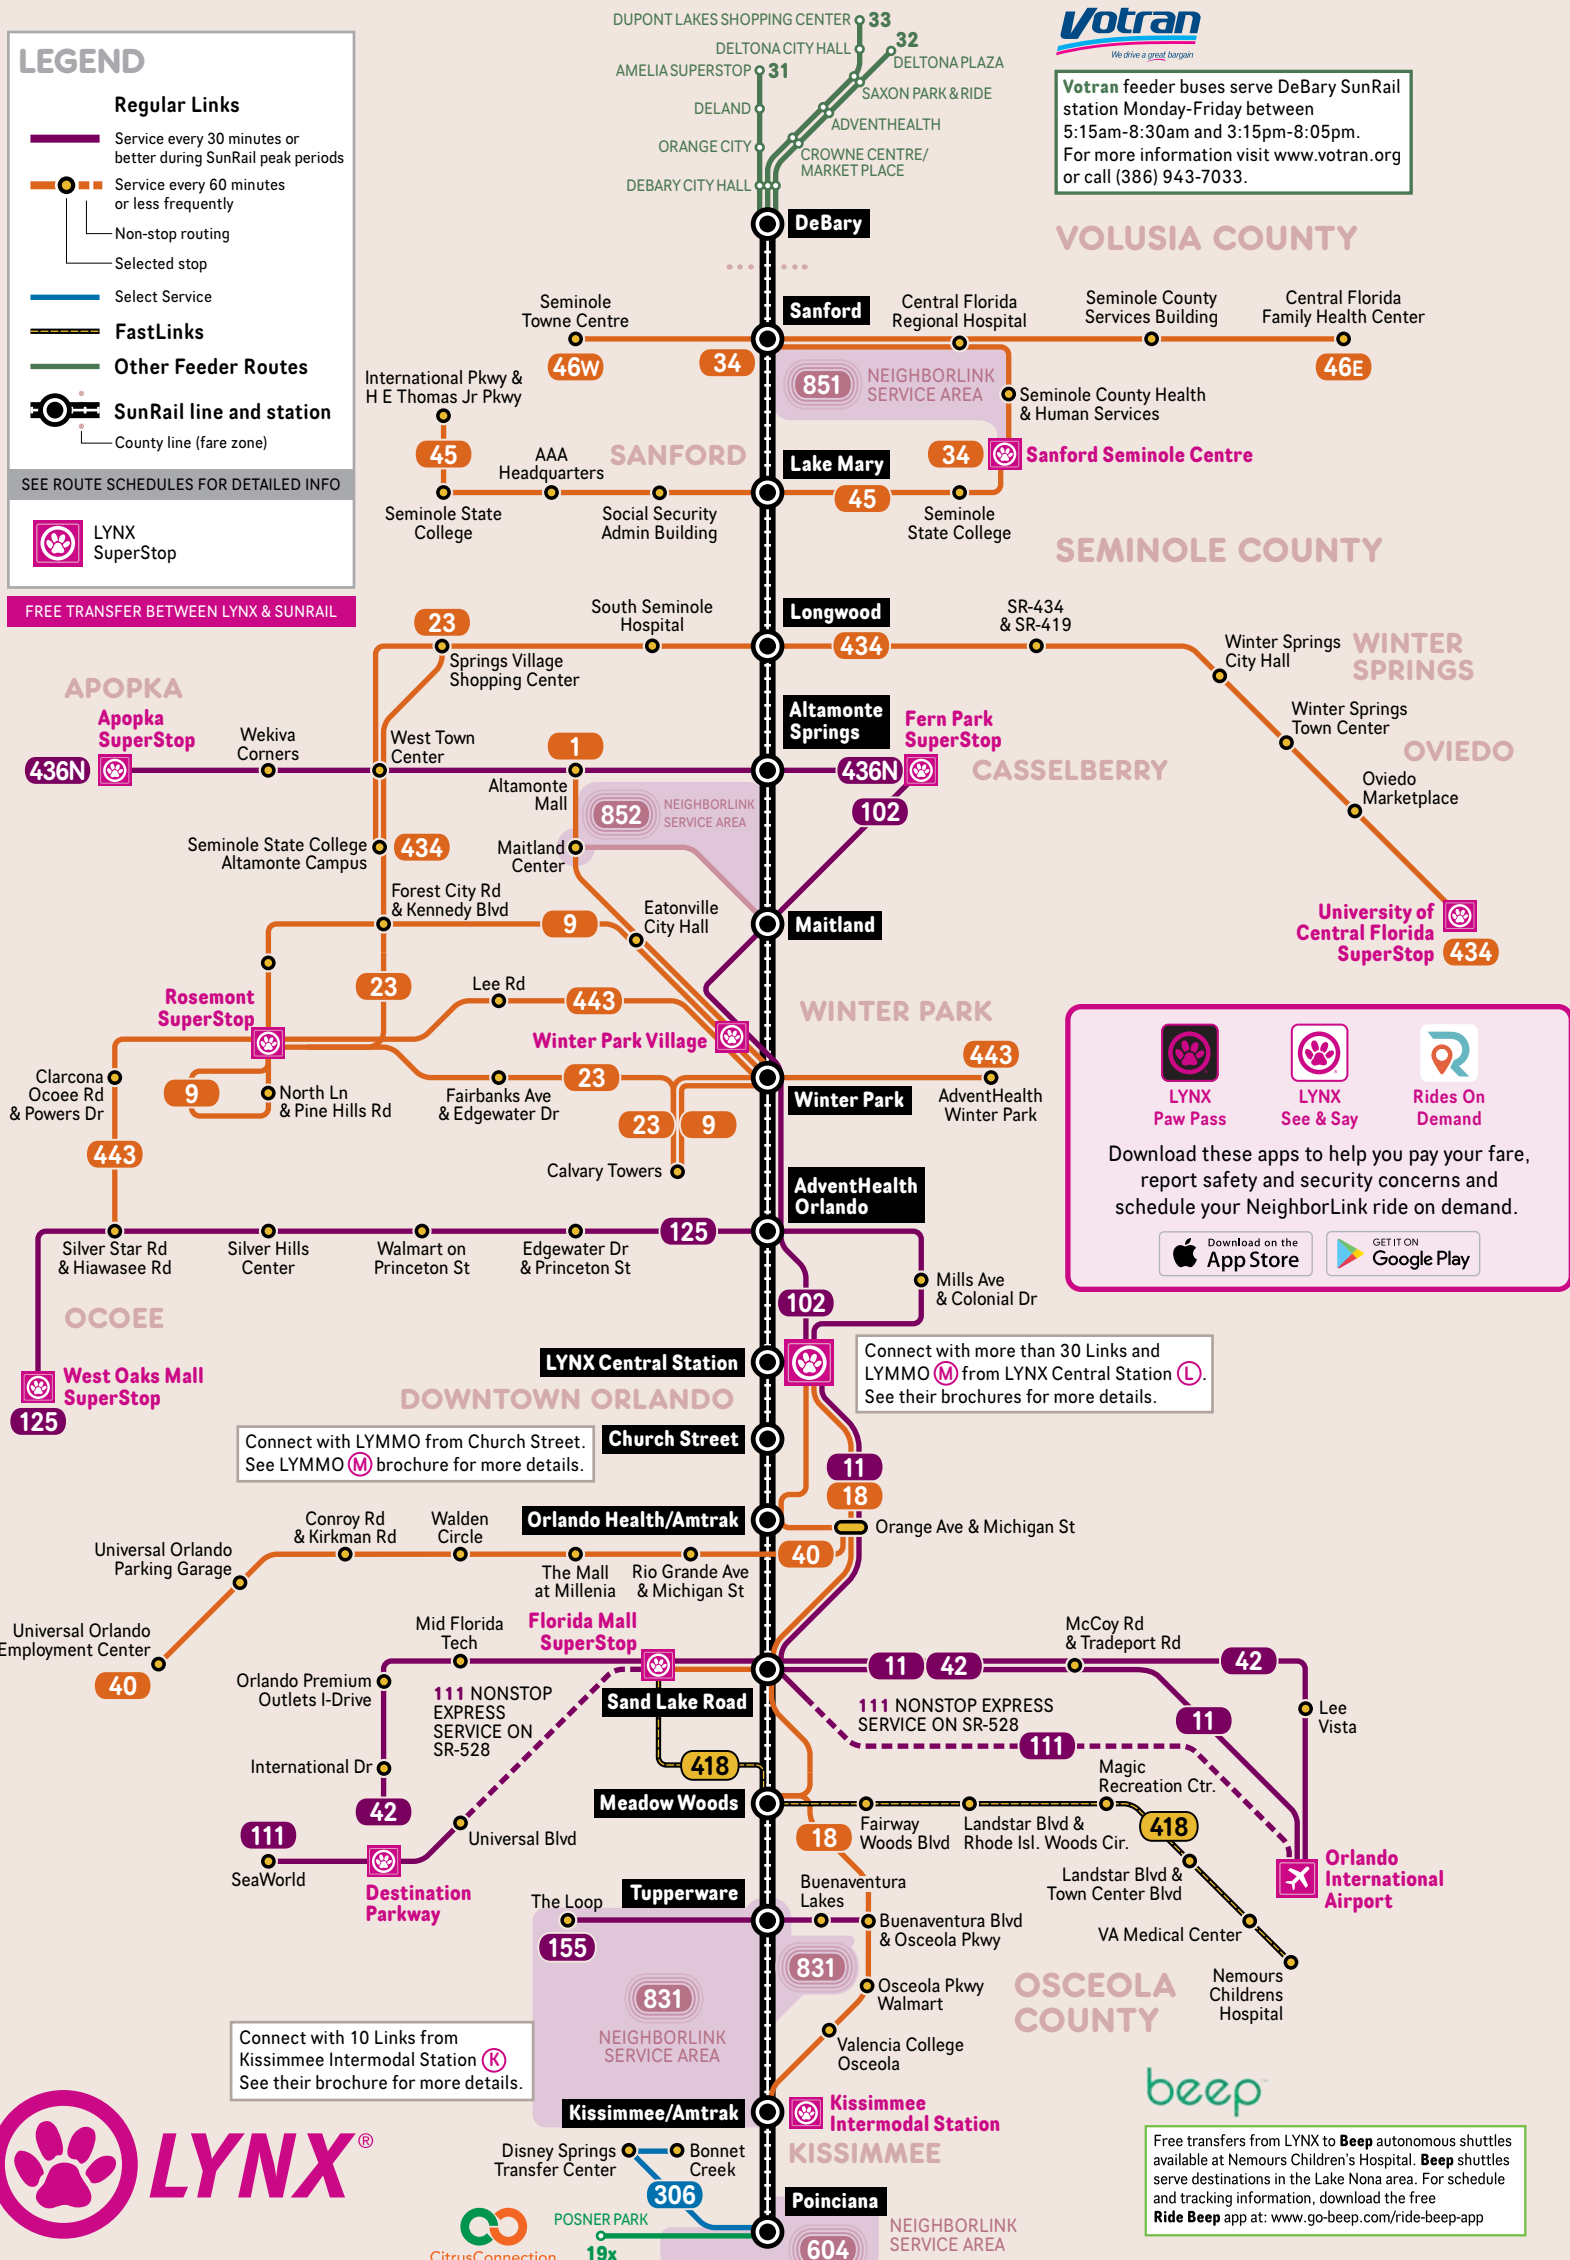 LEGEND
Regular Links
Service every 30 minutes or
better during SunRail peak periods
Service every 60 minutes
or less frequently
Non-stop routing
Selected stop
Select Service
FastLinks
Other Feeder Routes
SunRail line and station
County line (fare zone)
SEE ROUTE SCHEDULES FOR DETAILED INFO
LYNX
SuperStop
FREE TRANSFER BETWEEN LYNX & SUNRAIL
DUPONT LAKES SHOPPING CENTER 33
DELTONA CITY HALL 32
DELTONA PLAZA
AMELIA SUPERSTOP 31
SAXON PARK & RIDE
DELAND
ADVENTHEALTH
ORANGE CITY
CROWNE CENTRE/
MARKET PLACE
DEBARY CITY HALL
Votran
We drive a great bargain
Votran feeder buses serve DeBary SunRail
station Monday-Friday between
5:15am-8:30am and 3:15pm-8:05pm.
For more information visit www.votran.org
or call (386) 943-7033.
DeBary
VOLUSIA COUNTY
Seminole
Towne Centre
46W
34
Sanford
Central Florida
Regional Hospital
Seminole County
Services Building
Central Florida
Family Health Center
46E
851
NEIGHBORLINK
SERVICE AREA
Seminole County Health
& Human Services
International Pkwy &
H E Thomas Jr Pkwy
45
AAA
Headquarters
SANFORD
Lake Mary
34
Sanford Seminole Centre
45
Seminole State
College
Social Security
Admin Building
Seminole
State College
SEMINOLE COUNTY
23
South Seminole
Hospital
Longwood
434
SR-434
& SR-419
Springs Village
Shopping Center
Winter Springs
City Hall
WINTER
SPRINGS
Winter Springs
Town Center
OVIEDO
Oviedo
Marketplace
APOPKA
Apopka
SuperStop
436N
Wekiva
Corners
West Town
Center
1
Altamonte
Mall
Altamonte
Springs
Fern Park
SuperStop
436N
CASSELBERRY
102
852
NEIGHBORLINK
SERVICE AREA
Seminole State College
Altamonte Campus
434
Maitland
Center
Forest City Rd
& Kennedy Blvd
9
Eatonville
City Hall
Maitland
University of
Central Florida
SuperStop
434
23
Lee Rd
443
Rosemont
SuperStop
Winter Park Village
WINTER PARK
443
AdventHealth
Winter Park
Clarcona
Ocoee Rd
& Powers Dr
9
North Ln
& Pine Hills Rd
Fairbanks Ave
& Edgewater Dr
23
Winter Park
23
9
443
Calvary Towers
LYNX
Paw Pass
LYNX
See & Say
Rides On
Demand
Download these apps to help you pay your fare,
report safety and security concerns and
schedule your NeighborLink ride on demand.
Download on the
App Store
GET IT ON
Google Play
AdventHealth
Orlando
125
Silver Star Rd
& Hiawasee Rd
Silver Hills
Center
Walmart on
Princeton St
Edgewater Dr
& Princeton St
Mills Ave
& Colonial Dr
102
OCOEE
West Oaks Mall
SuperStop
125
LYNX Central Station
Connect with more than 30 Links and
LYMMO M from LYNX Central Station L.
See their brochures for more details.
DOWNTOWN ORLANDO
Connect with LYMMO from Church Street.
See LYMMO M brochure for more details.
Church Street
11
18
Orlando Health/Amtrak
Orange Ave & Michigan St
Conroy Rd
& Kirkman Rd
Walden
Circle
40
Universal Orlando
Parking Garage
The Mall
at Millenia
Rio Grande Ave
& Michigan St
Universal Orlando
Employment Center
40
Mid Florida
Tech
Florida Mall
SuperStop
McCoy Rd
& Tradeport Rd
11
42
42
Orlando Premium
Outlets I-Drive
111 NONSTOP
EXPRESS
SERVICE ON
SR-528
Sand Lake Road
111 NONSTOP EXPRESS
SERVICE ON SR-528
11
Lee
Vista
111
International Dr
418
42
Magic
Recreation Ctr.
Meadow Woods
111
SeaWorld
Universal Blvd
18
Fairway
Woods Blvd
Landstar Blvd &
Rhode Isl. Woods Cir.
418
Destination
Parkway
Landstar Blvd &
Town Center Blvd
Orlando
International
Airport
Tupperware
Buenaventura
Lakes
The Loop
155
Buenaventura Blvd
& Osceola Pkwy
VA Medical Center
Nemours
Childrens
Hospital
831
831
NEIGHBORLINK
SERVICE AREA
Osceola Pkwy
Walmart
OSCEOLA
COUNTY
Valencia College
Osceola
Connect with 10 Links from
Kissimmee Intermodal Station K
See their brochure for more details.
Kissimmee/Amtrak
Kissimmee
Intermodal Station
KISSIMMEE
LYNX®
Disney Springs
Transfer Center
Bonnet
Creek
306
Poinciana
POSNER PARK
19x
CitrusConnection
604
NEIGHBORLINK
SERVICE AREA
beep
Free transfers from LYNX to Beep autonomous shuttles
available at Nemours Children's Hospital. Beep shuttles
serve destinations in the Lake Nona area. For schedule
and tracking information, download the free
Ride Beep app at: www.go-beep.com/ride-beep-app